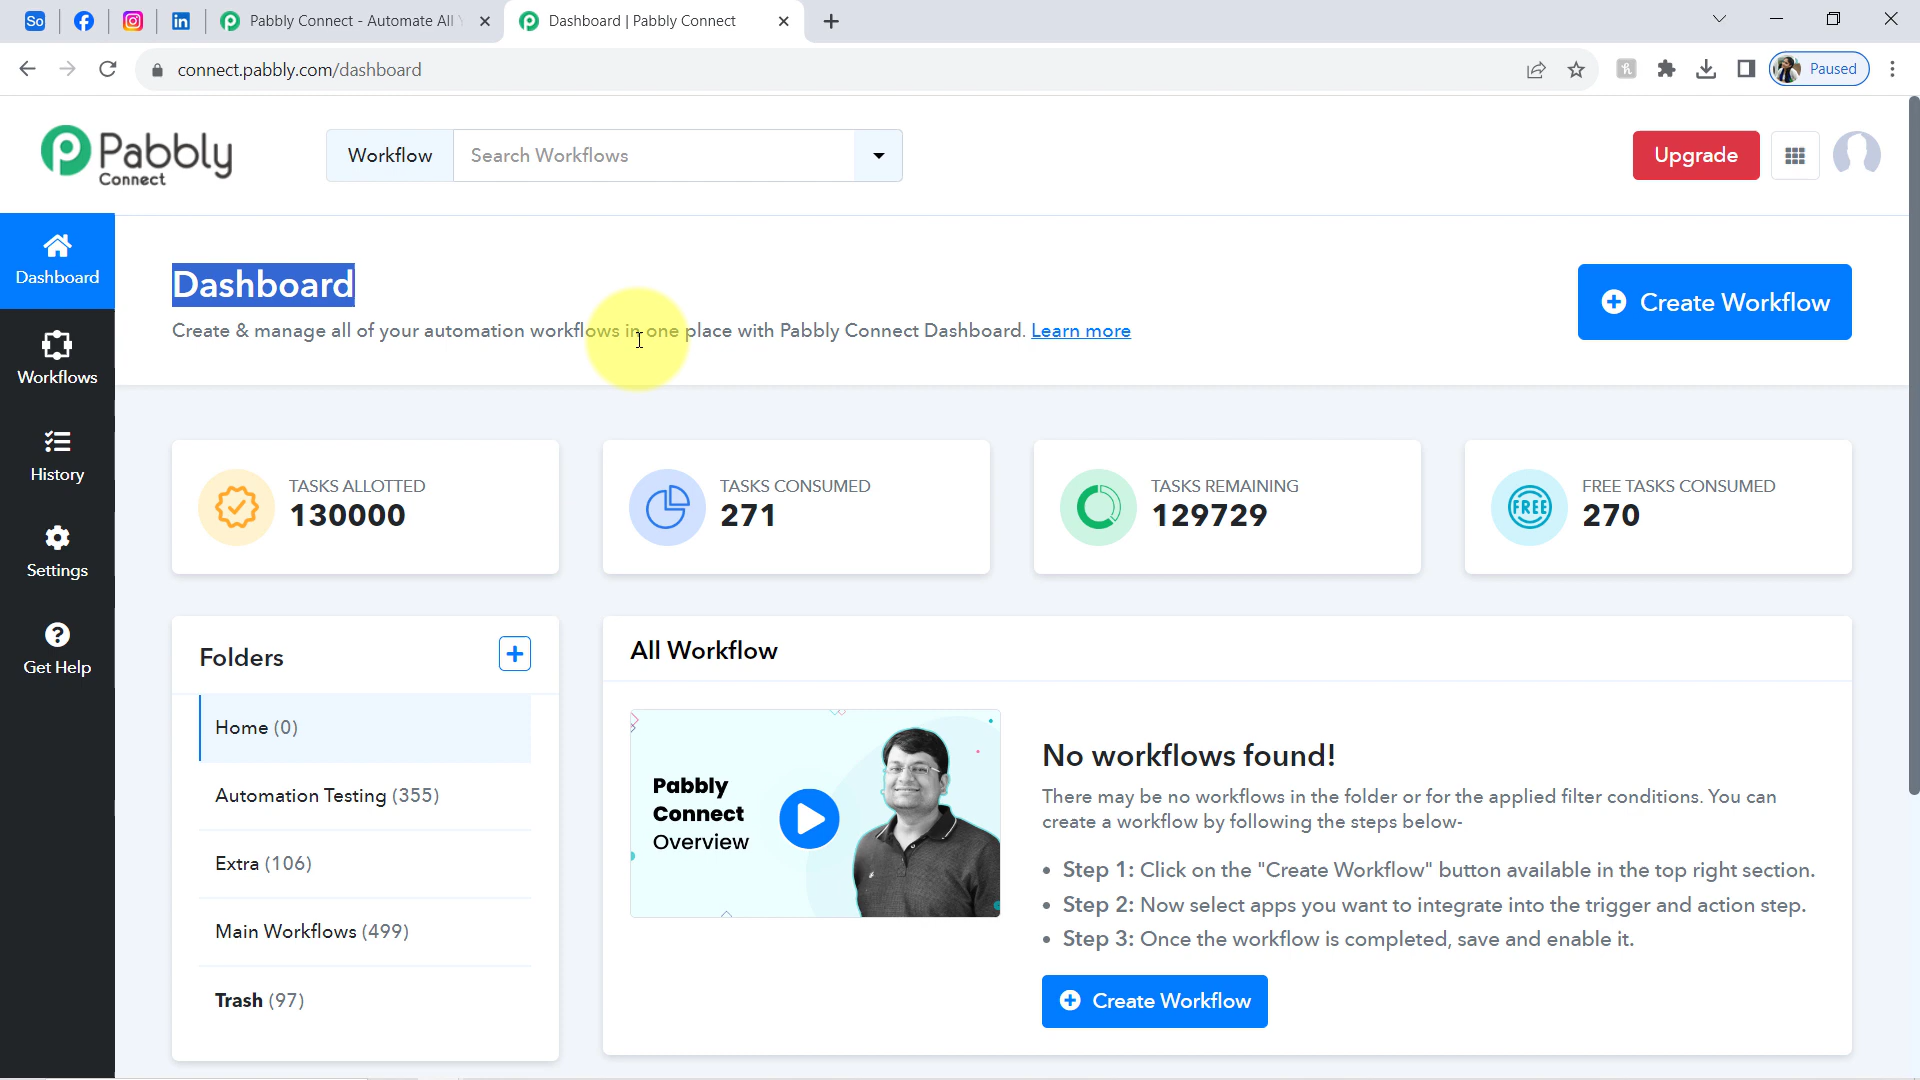 So
Pabbly Connect - Automate All Y
Dashboard | Pabbly Connect
connect.pabbly.com/dashboard
Paused
Pabbly
Connect
Workflow
Search Workflows
Upgrade
Dashboard
Workflows
History
Settings
Get Help
Dashboard
Create & manage all of your automation workflows in one place with Pabbly Connect Dashboard. Learn more
Create Workflow
TASKS ALLOTTED
130000
TASKS CONSUMED
271
TASKS REMAINING
129729
FREE
FREE TASKS CONSUMED
270
Folders
Home (0)
Automation Testing (355)
Extra (106)
Main Workflows (499)
Trash (97)
All Workflow
Pabbly
Connect
Overview
No workflows found!
There may be no workflows in the folder or for the applied filter conditions. You can
create a workflow by following the steps below-
• Step 1: Click on the "Create Workflow" button available in the top right section.
• Step 2: Now select apps you want to integrate into the trigger and action step.
• Step 3: Once the workflow is completed, save and enable it.
Create Workflow